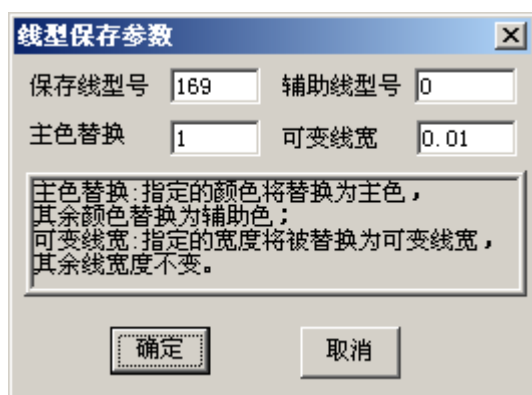 线型保存参数
保存线型号 169 辅助线型号 0
主色替换 1 可变线宽 0.01
主色替换:指定的颜色将替换为主色，
其余颜色替换为辅助色；
可变线宽:指定的宽度将被替换为可变线宽，
其余线宽度不变。
确定 取消